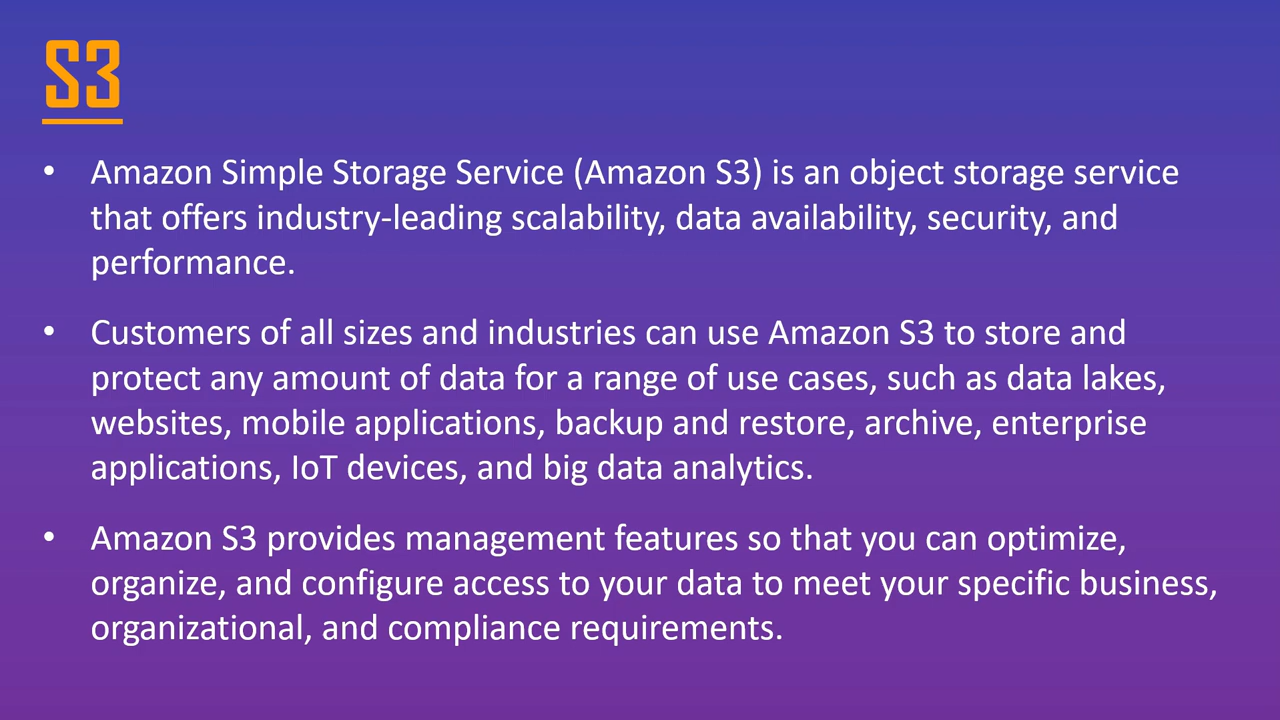 S3
• Amazon Simple Storage Service (Amazon S3) is an object storage service
that offers industry-leading scalability, data availability, security, and
performance.
• Customers of all sizes and industries can use Amazon S3 to store and
protect any amount of data for a range of use cases, such as data lakes,
websites, mobile applications, backup and restore, archive, enterprise
applications, IoT devices, and big data analytics.
• Amazon S3 provides management features so that you can optimize,
organize, and configure access to your data to meet your specific business,
organizational, and compliance requirements.